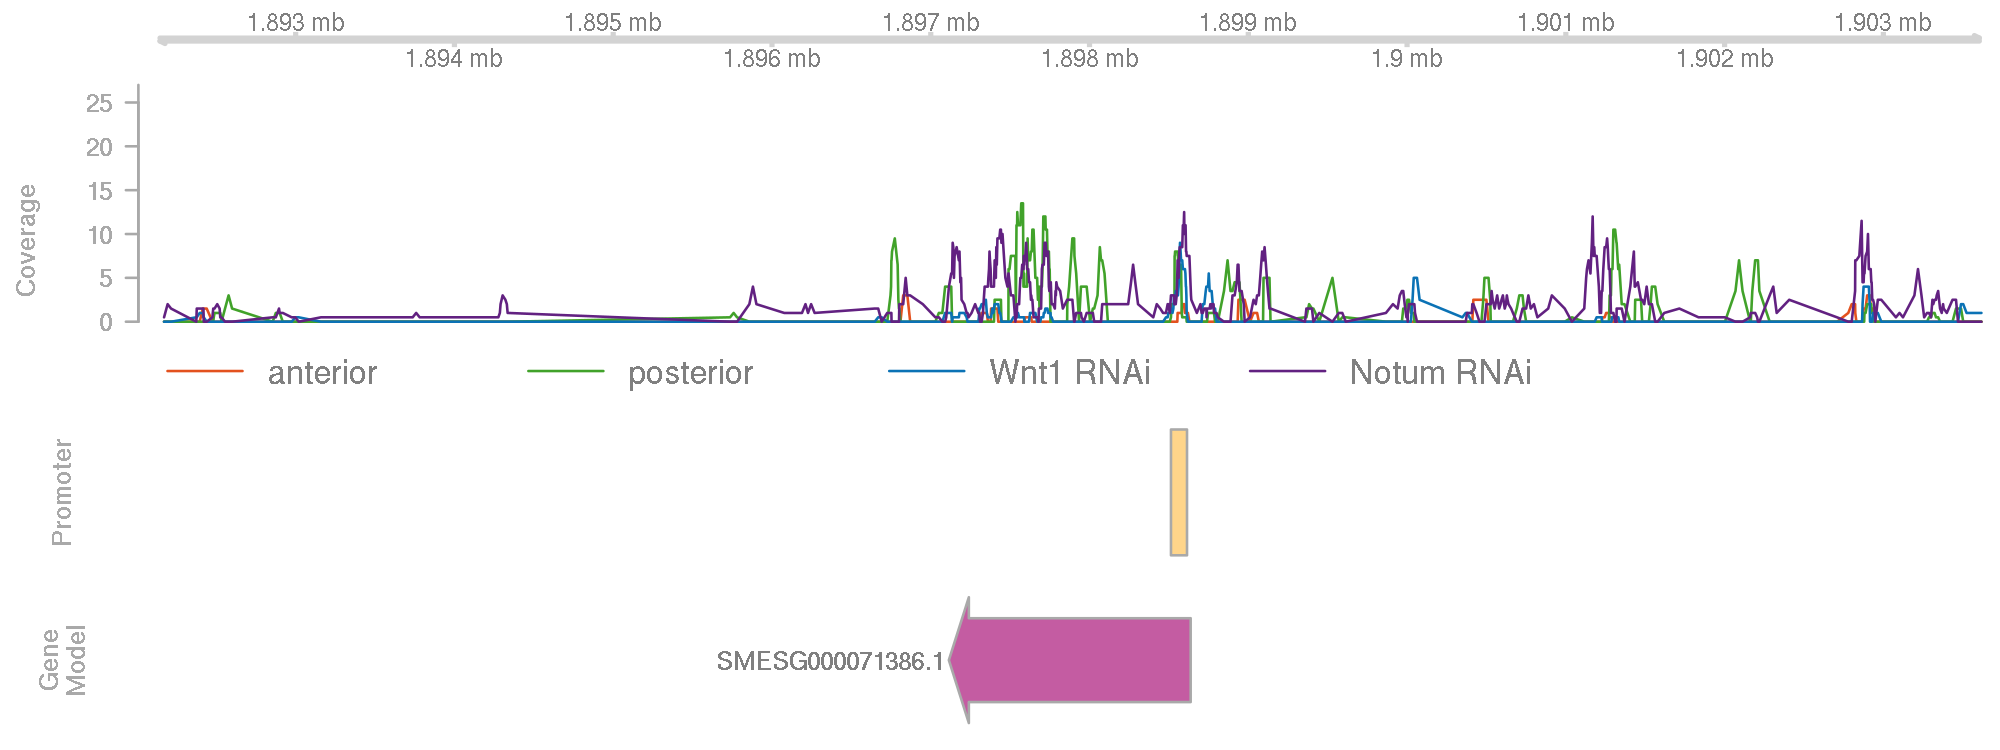 1.893 mb 1.895 mb 1.897 mb 1.899 mb 1.901 mb 1.903 mb
1.894 mb 1.896 mb 1.898 mb 1.9 mb 1.902 mb
Coverage
25
20
15
10
5
0
anterior posterior Wnt1 RNAi Notum RNAi
Promoter
Gene
Model
SMESG000071386.1